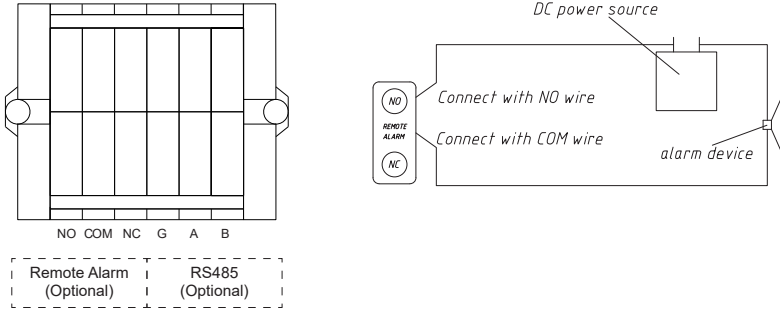 NO COM NC G A B
Remote Alarm
(Optional)
RS485
(Optional)
DC power source
NO
Connect with NO wire
REMOTE
ALARM
Connect with COM wire
NC
alarm device